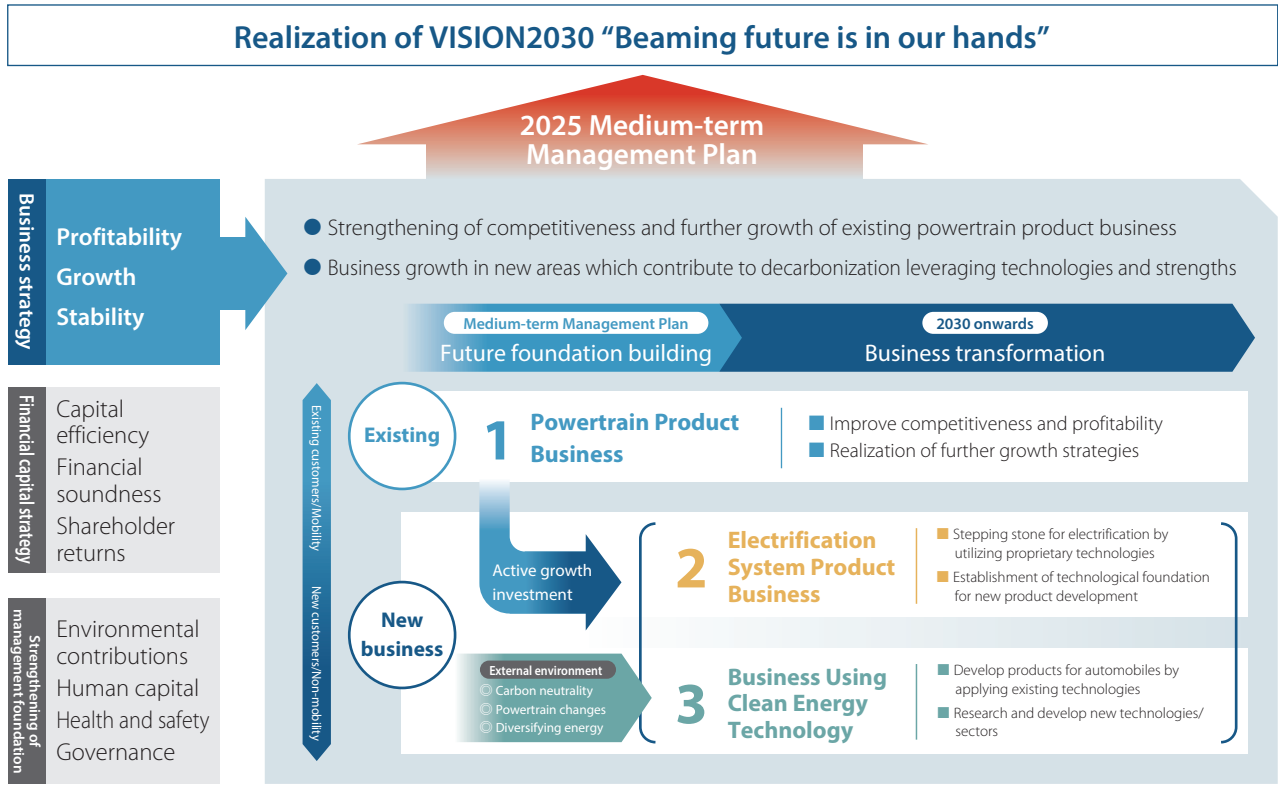 Realization of VISION2030 “Beaming future is in our hands”
2025 Medium-term
Management Plan
Business strategy
Profitability
Growth
Stability
Financial capital strategy
Capital
efficiency
Financial
soundness
Shareholder
returns
Strengthening of
management foundation
Environmental
contributions
Human capital
Health and safety
Governance
● Strengthening of competitiveness and further growth of existing powertrain product business
● Business growth in new areas which contribute to decarbonization leveraging technologies and strengths
Medium-term Management Plan
Future foundation building
2030 onwards
Business transformation
Existing customers/Mobility
New customers/Non-mobility
Existing
1
Powertrain Product
Business
■ Improve competitiveness and profitability
■ Realization of further growth strategies
New
business
Active growth
investment
2
Electrification
System Product
Business
■ Stepping stone for electrification by
utilizing proprietary technologies
■ Establishment of technological foundation
for new product development
External environment
◎ Carbon neutrality
◎ Powertrain changes
◎ Diversifying energy
3
Business Using
Clean Energy
Technology
■ Develop products for automobiles by
applying existing technologies
■ Research and develop new technologies/
sectors